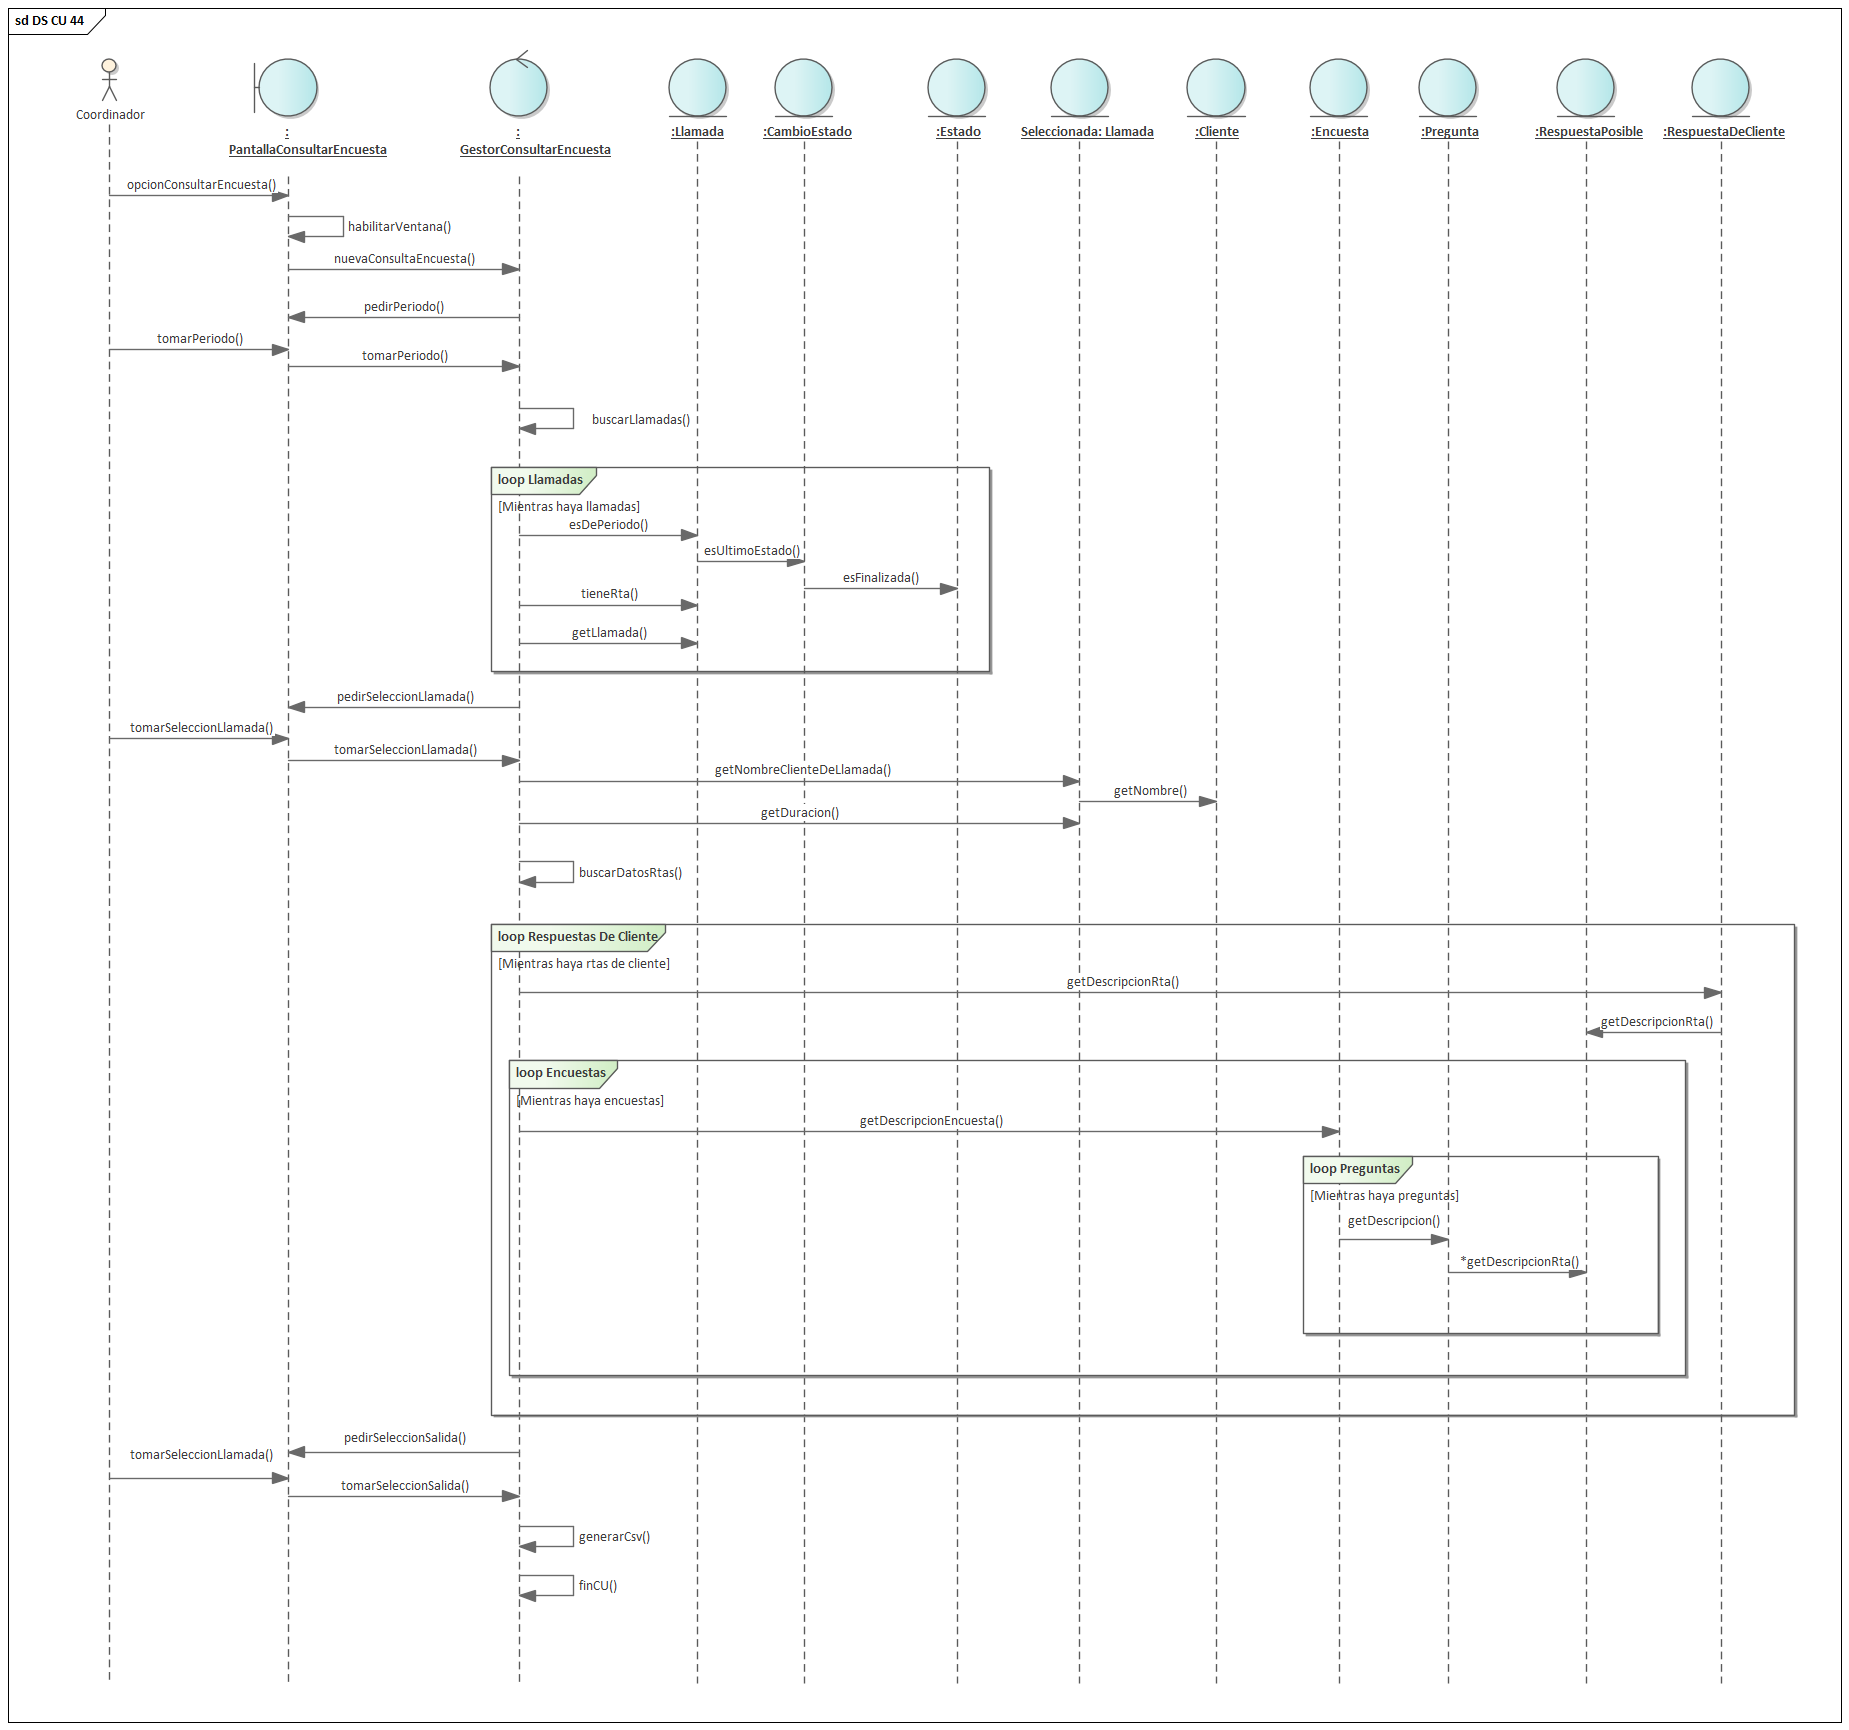 sd DS CU 44
Coordinador
:
PantallaConsultarEncuesta
:
GestorConsultarEncuesta
:Llamada
:CambioEstado
:Estado
Seleccionada: Llamada
:Cliente
:Encuesta
:Pregunta
:RespuestaPosible
:RespuestaDeCliente
opcionConsultarEncuesta()
habilitarVentana()
nuevaConsultaEncuesta()
pedirPeriodo()
tomarPeriodo()
tomarPeriodo()
buscarLlamadas()
loop Llamadas
[Mientras haya llamadas]
esDePeriodo()
esUltimoEstado()
esFinalizada()
tieneRta()
getLlamada()
pedirSeleccionLlamada()
tomarSeleccionLlamada()
tomarSeleccionLlamada()
getNombreClienteDeLlamada()
getNombre()
getDuracion()
buscarDatosRtas()
loop Respuestas De Cliente
[Mientras haya rtas de cliente]
getDescripcionRta()
getDescripcionRta()
loop Encuestas
[Mientras haya encuestas]
getDescripcionEncuesta()
loop Preguntas
[Mientras haya preguntas]
getDescripcion()
*getDescripcionRta()
pedirSeleccionSalida()
tomarSeleccionLlamada()
tomarSeleccionSalida()
generarCsv()
finCU()